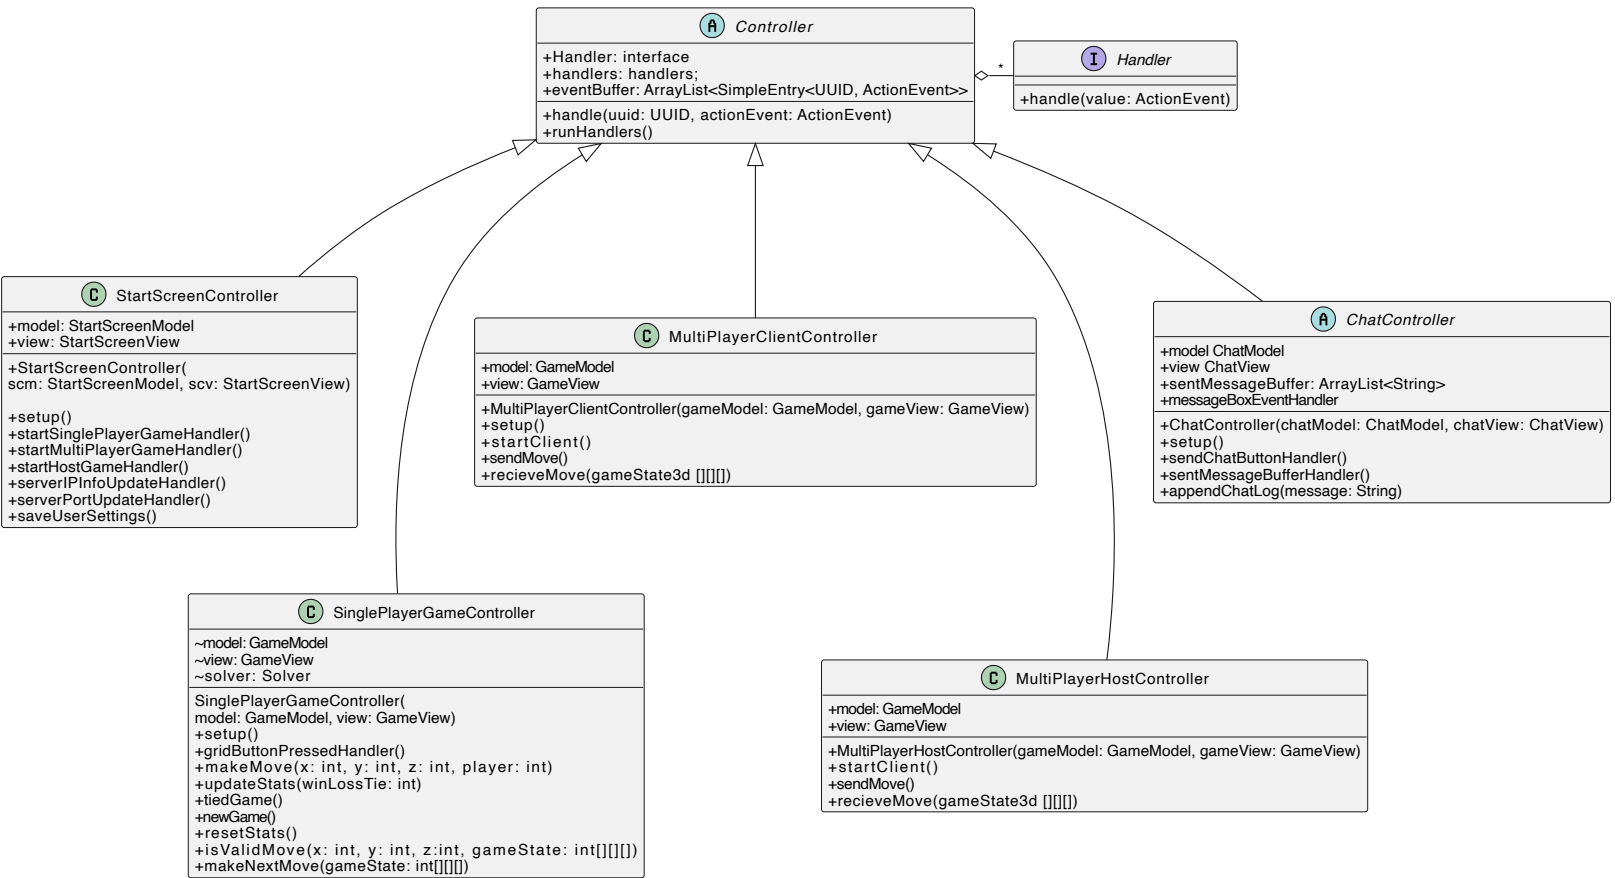 A Controller
+Handler: interface
+handlers: handlers;
+eventBuffer: ArrayList<SimpleEntry<UUID, ActionEvent>>
+handle(uuid: UUID, actionEvent: ActionEvent)
+runHandlers()
*
I Handler
+handle(value: ActionEvent)
C StartScreenController
+model: StartScreenModel
+view: StartScreenView
+StartScreenController(
scm: StartScreenModel, scv: StartScreenView)
+setup()
+startSinglePlayerGameHandler()
+startMultiPlayerGameHandler()
+startHostGameHandler()
+serverIPInfoUpdateHandler()
+serverPortUpdateHandler()
+saveUserSettings()
C MultiPlayerClientController
+model: GameModel
+view: GameView
+MultiPlayerClientController(gameModel: GameModel, gameView: GameView)
+setup()
+startClient()
+sendMove()
+recieveMove(gameState3d [][][])
A ChatController
+model ChatModel
+view ChatView
+sentMessageBuffer: ArrayList<String>
+messageBoxEventHandler
+ChatController(chatModel: ChatModel, chatView: ChatView)
+setup()
+sendChatButtonHandler()
+sentMessageBufferHandler()
+appendChatLog(message: String)
C SinglePlayerGameController
~model: GameModel
~view: GameView
~solver: Solver
SinglePlayerGameController(
model: GameModel, view: GameView)
+setup()
+gridButtonPressedHandler()
+makeMove(x: int, y: int, z: int, player: int)
+updateStats(winLossTie: int)
+tiedGame()
+newGame()
+resetStats()
+isValidMove(x: int, y: int, z:int, gameState: int[][][])
+makeNextMove(gameState: int[][][])
C MultiPlayerHostController
+model: GameModel
+view: GameView
+MultiPlayerHostController(gameModel: GameModel, gameView: GameView)
+startClient()
+sendMove()
+recieveMove(gameState3d [][][])